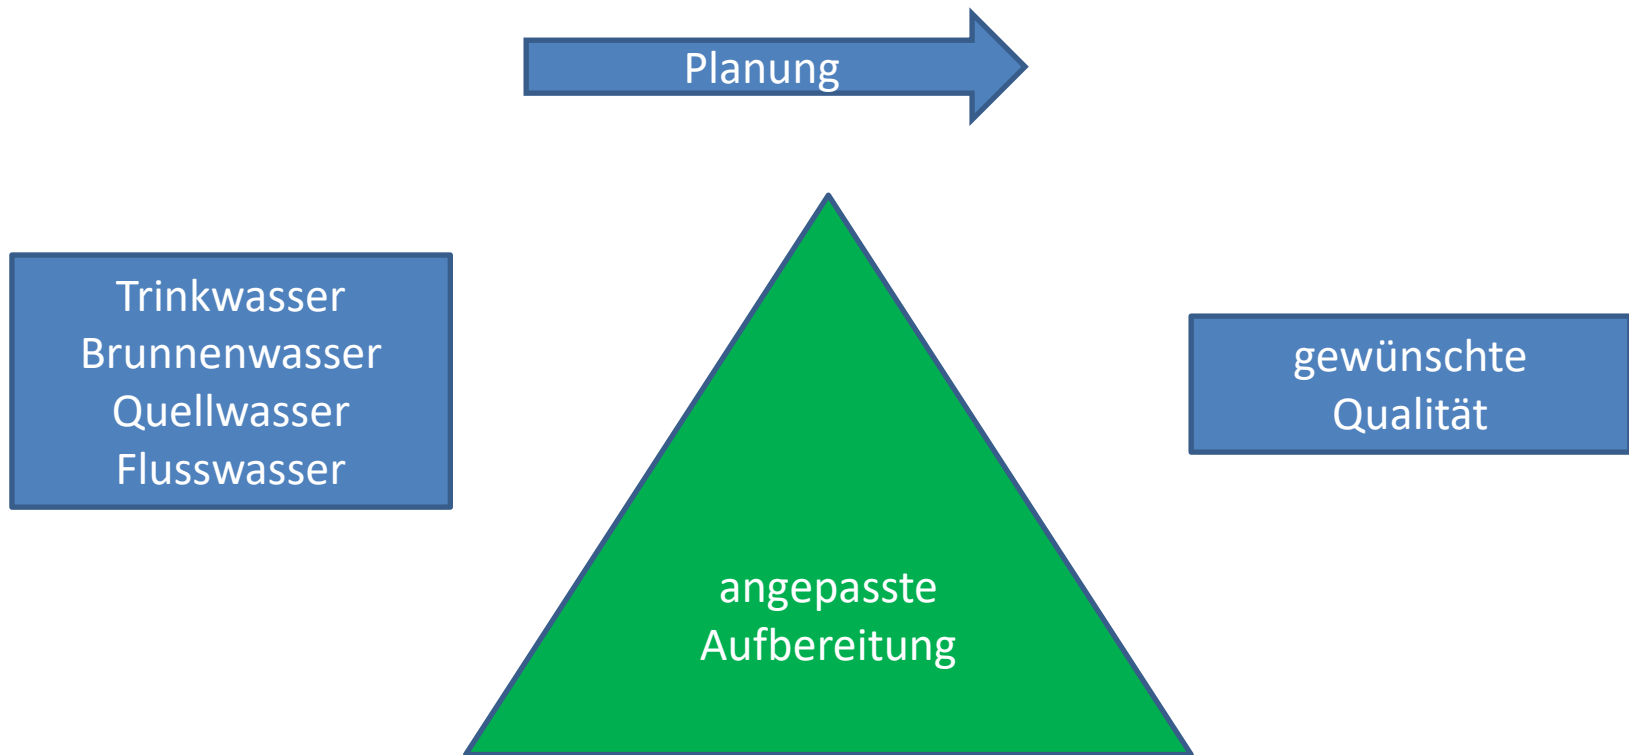 Planung
Trinkwasser
Brunnenwasser
Quellwasser
Flusswasser
gewünschte
Qualität
angepasste
Aufbereitung